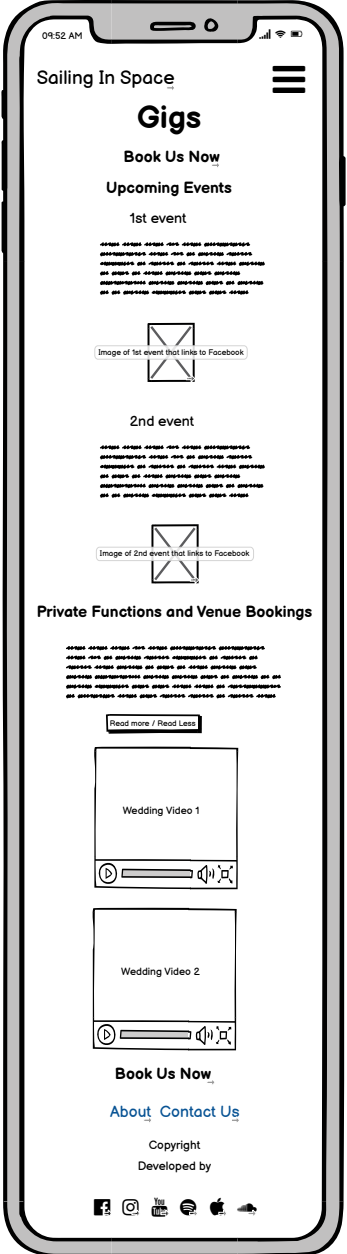 09:52 AM
Sailing In Space
Gigs
Book Us Now
Upcoming Events
1st event
Image of 1st event that links to Facebook
2nd event
Image of 2nd event that links to Facebook
Private Functions and Venue Bookings
Read more / Read Less
Wedding Video 1
Wedding Video 2
Book Us Now
About Contact Us
Copyright
Developed by
You
Tube